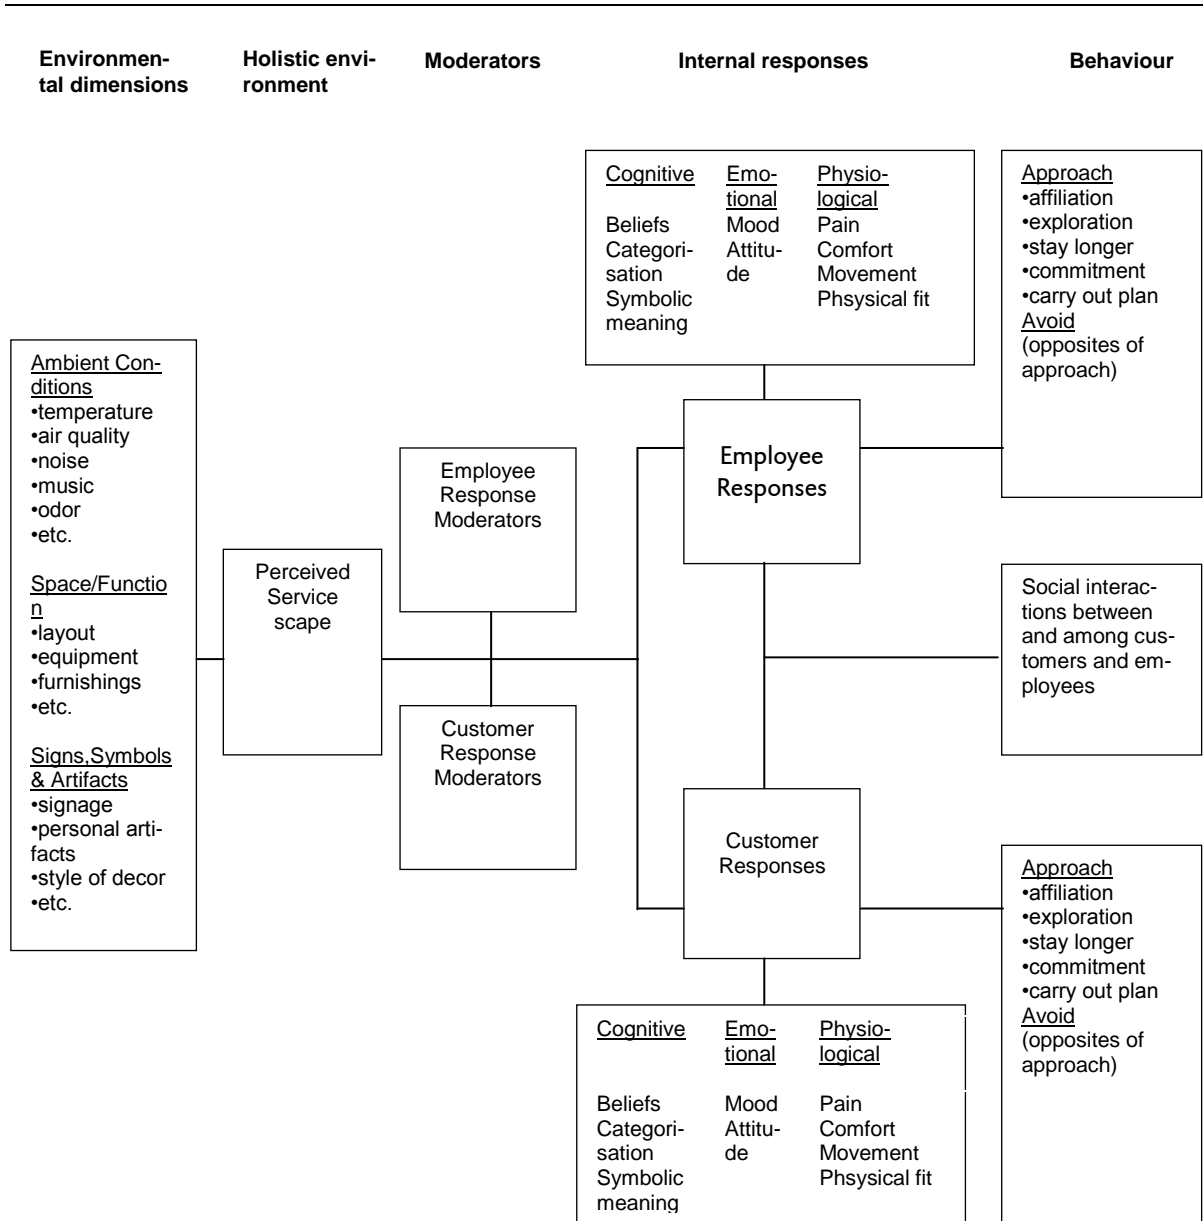 Environmen-
tal dimensions
Holistic envi-
ronment
Moderators
Internal responses
Behaviour
Ambient Con-
ditions
•temperature
•air quality
•noise
•music
•odor
•etc.
Space/Functio
n
•layout
•equipment
•furnishings
•etc.
Signs,Symbols
& Artifacts
•signage
•personal arti-
facts
•style of decor
•etc.
Perceived
Service
scape
Employee
Response
Moderators
Customer
Response
Moderators
Cognitive
Beliefs
Categori-
sation
Symbolic
meaning
Emo-
tional
Mood
Attitu-
de
Physio-
logical
Pain
Comfort
Movement
Phsysical fit
Employee
Responses
Customer
Responses
Cognitive
Beliefs
Categori-
sation
Symbolic
meaning
Emo-
tional
Mood
Attitu-
de
Physio-
logical
Pain
Comfort
Movement
Phsysical fit
Approach
•affiliation
•exploration
•stay longer
•commitment
•carry out plan
Avoid
(opposites of
approach)
Social interac-
tions between
and among cus-
tomers and em-
ployees
Approach
•affiliation
•exploration
•stay longer
•commitment
•carry out plan
Avoid
(opposites of
approach)